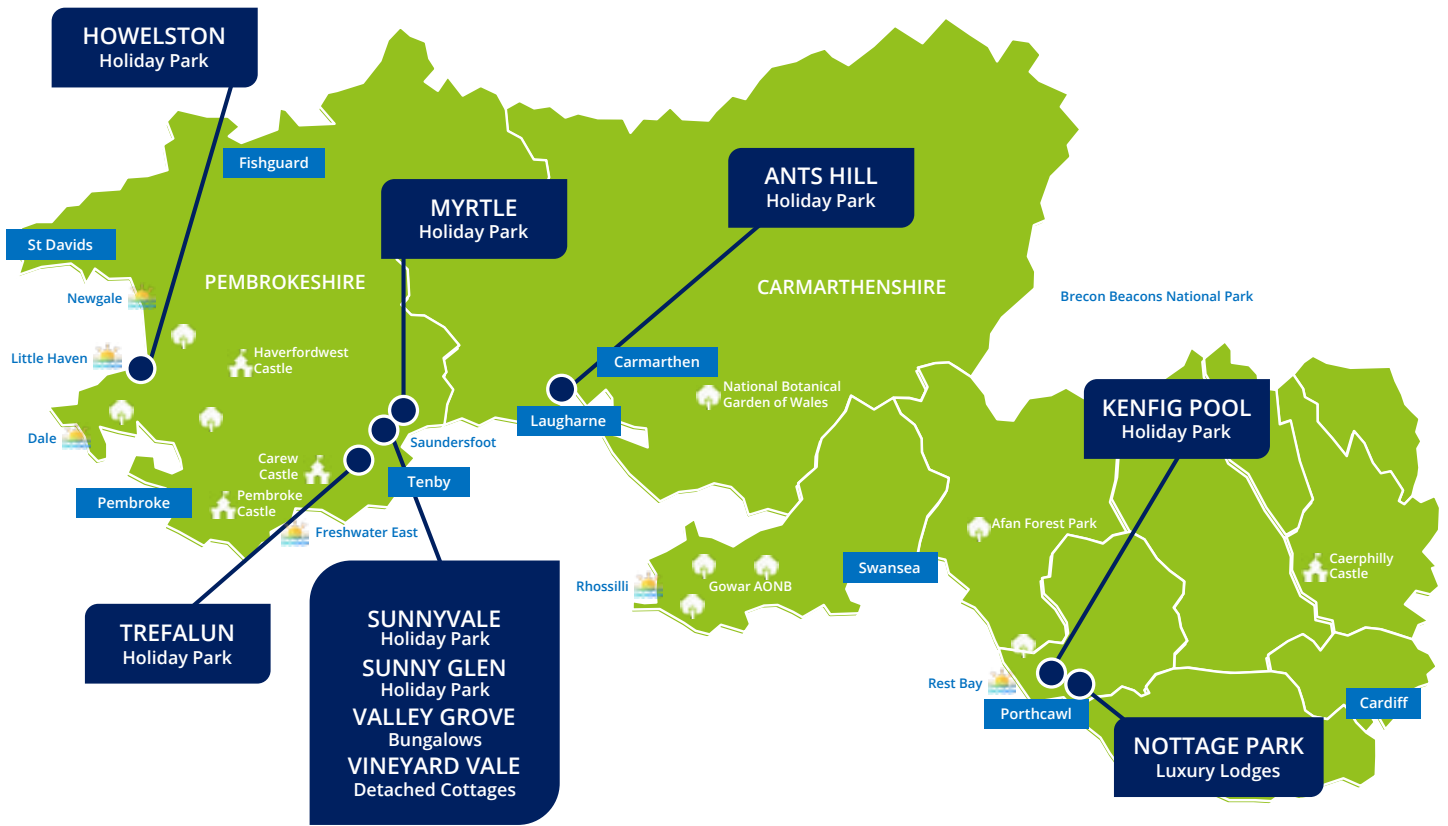 HOWELSTON
Holiday Park
Fishguard
MYRTLE
Holiday Park
ANTS HILL
Holiday Park
St Davids
PEMBROKESHIRE
CARMARTHENSHIRE
Newgale
Brecon Beacons National Park
Little Haven
Haverfordwest
Castle
Carmarthen
National Botanical
Garden of Wales
Laugharne
KENFIG POOL
Holiday Park
Dale
Saundersfoot
Carew
Castle
Tenby
Pembroke
Pembroke
Castle
Freshwater East
Afan Forest Park
Swansea
Caerphilly
Castle
Rhossilli
Gowar AONB
TREFALUN
Holiday Park
SUNNYVALE
Holiday Park
SUNNY GLEN
Holiday Park
VALLEY GROVE
Bungalows
VINEYARD VALE
Detached Cottages
Rest Bay
Porthcawl
Cardiff
NOTTAGE PARK
Luxury Lodges